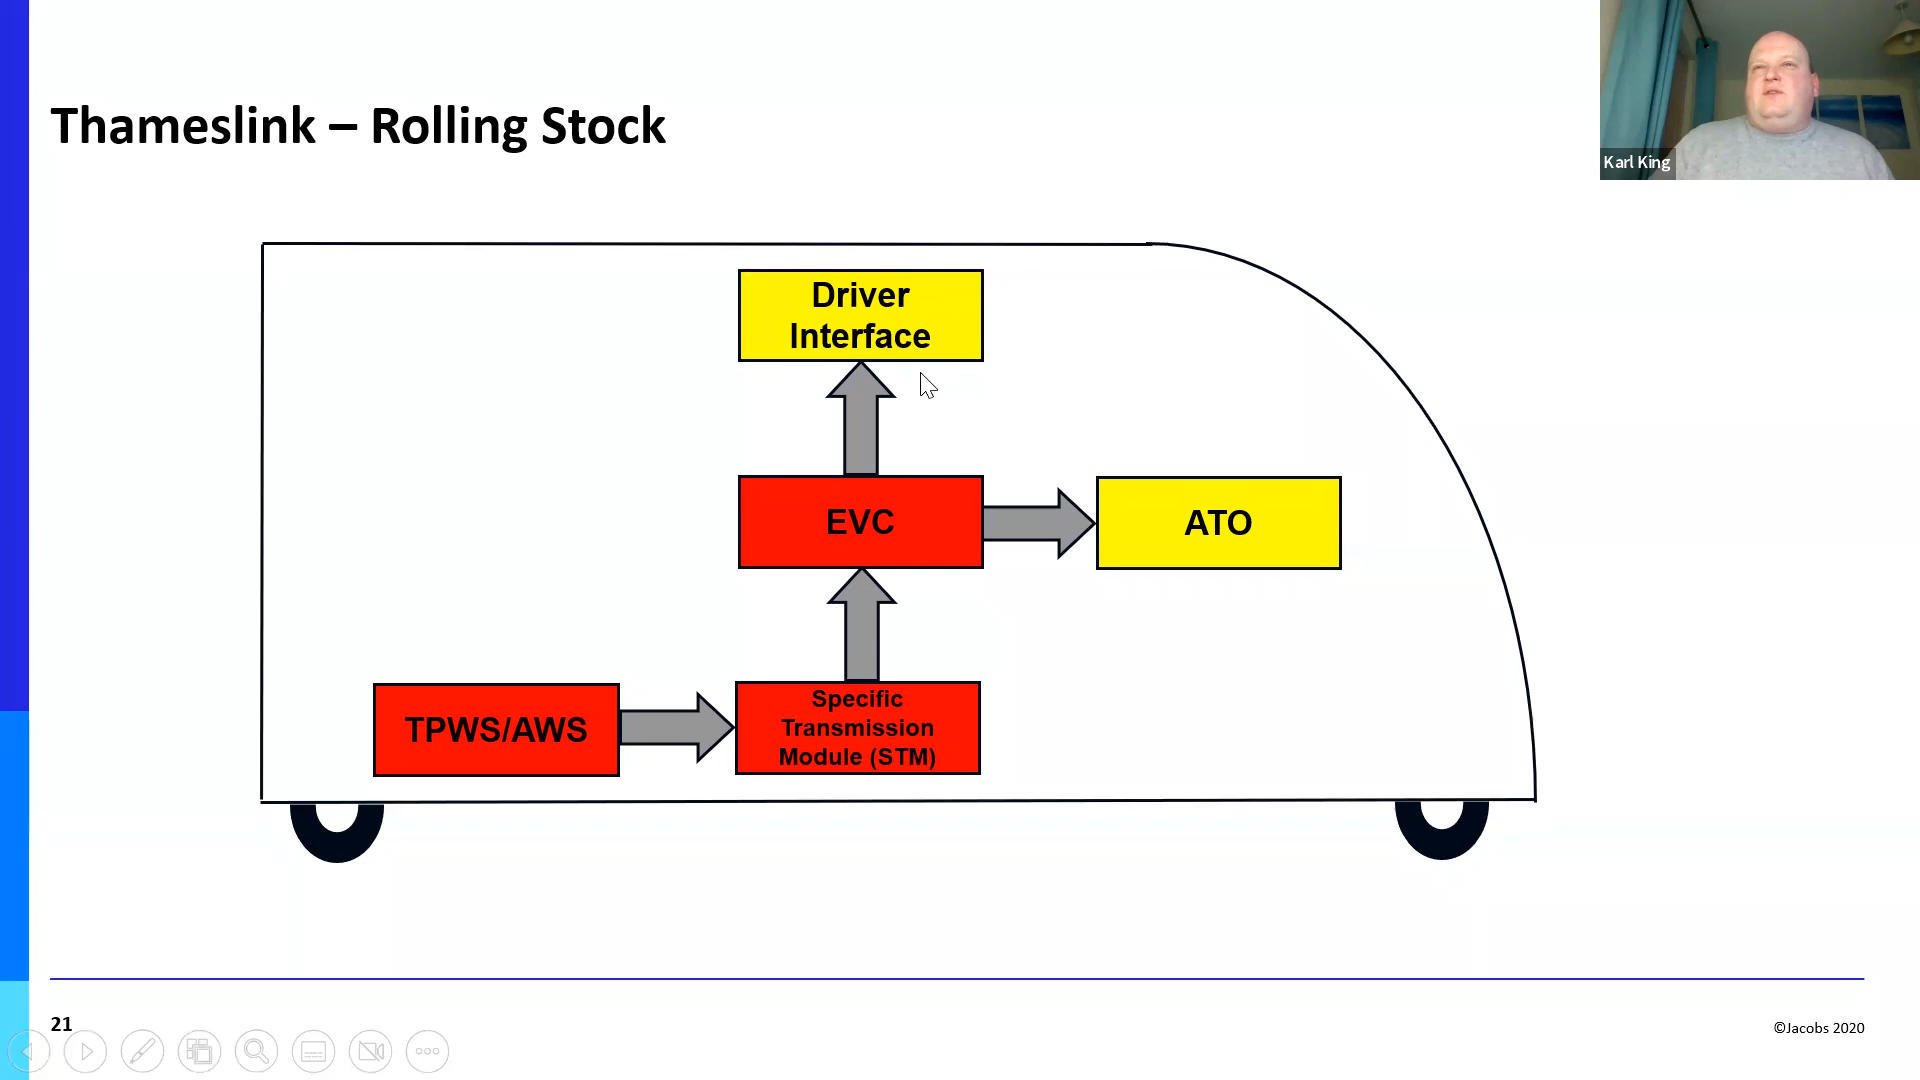 Thameslink – Rolling Stock
Karl King
Driver
Interface
EVC
ATO
TPWS/AWS
Specific
Transmission
Module (STM)
21
©Jacobs 2020